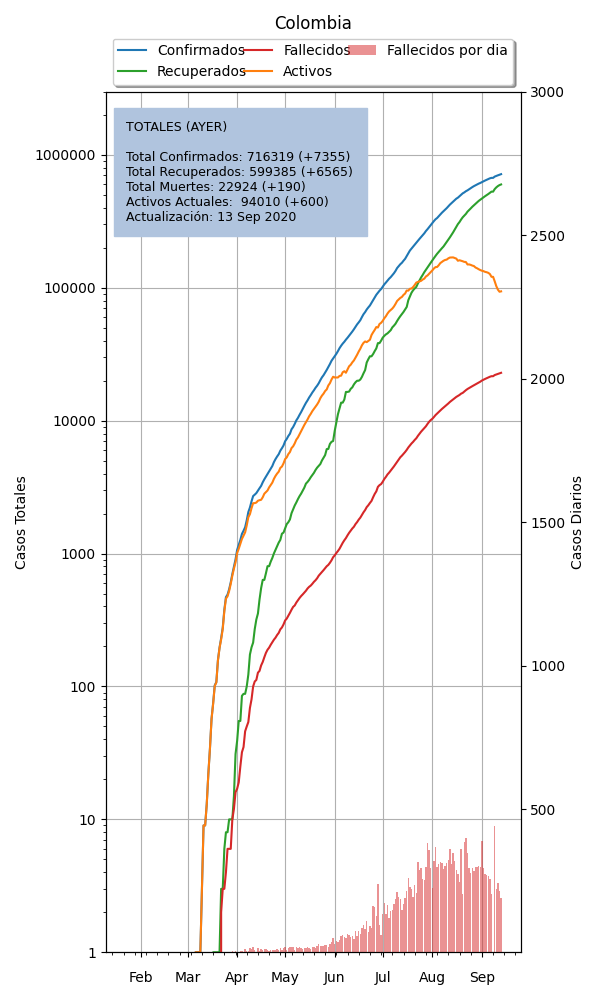 Colombia
Confirmados
Recuperados
Fallecidos
Activos
Fallecidos por dia
TOTALES (AYER)
Total Confirmados: 716319 (+7355)
Total Recuperados: 599385 (+6565)
Total Muertes: 22924 (+190)
Activos Actuales:  94010 (+600)
Actualización: 13 Sep 2020
Casos Totales
1000000
100000
10000
1000
100
10
1
Casos Diarios
3000
2500
2000
1500
1000
500
Feb Mar Apr May Jun Jul Aug Sep